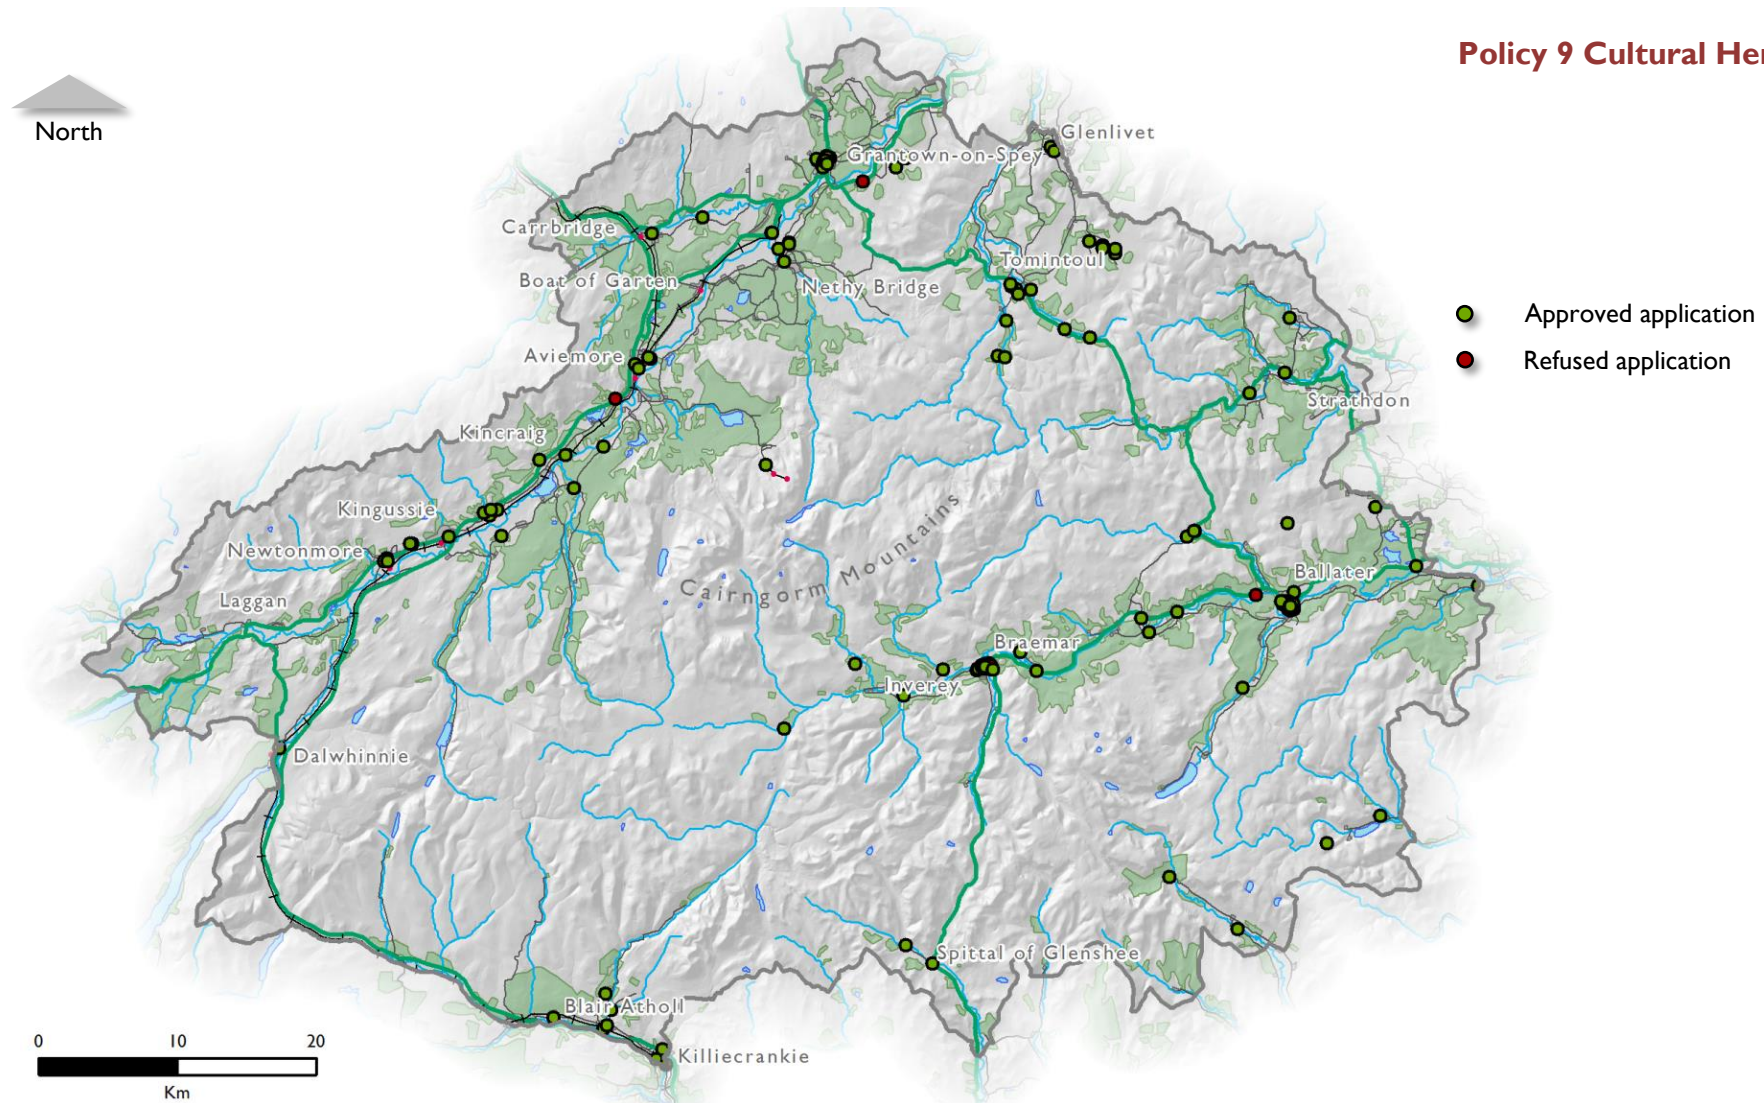 Policy 9 Cultural Her
North
Glenlivet
Grantown-on-Spey
Carrbridge
Tomintoul
Boat of Garten
Nethy Bridge
Approved application
Aviemore
Refused application
Strathdon
Kincraig
Kingussie
Newtonmore
Cairngorm Mountains
Ballater
Laggan
Braemar
Inverey
Dalwhinnie
Spittal of Glenshee
Blair Atholl
0 10 20
Killiecrankie
Km